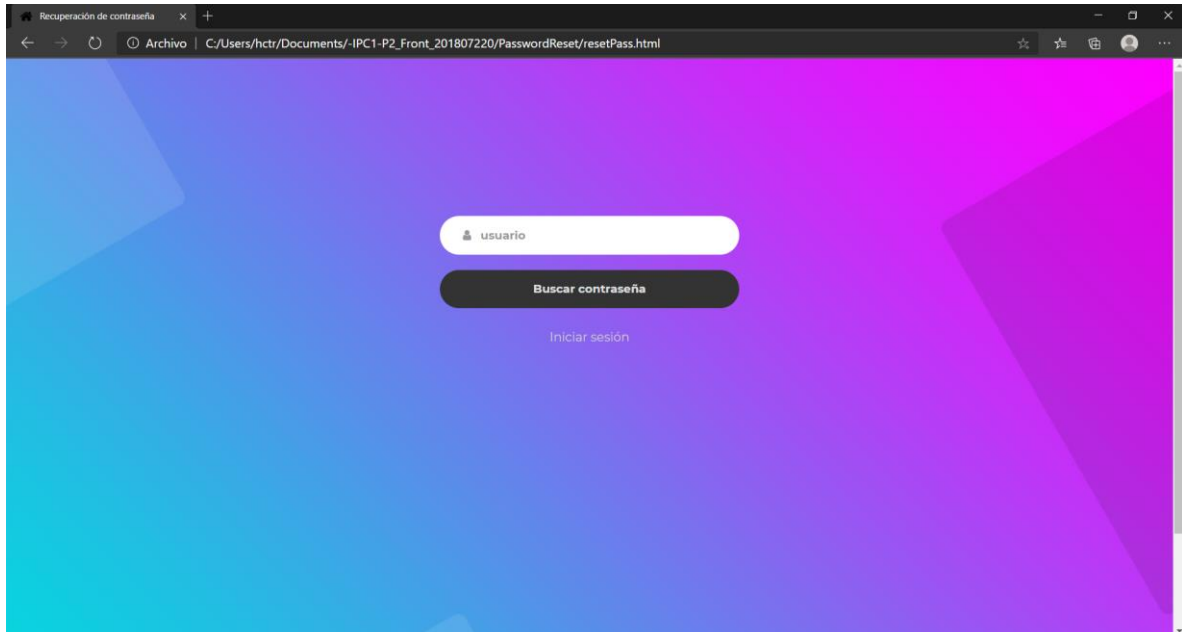 Recuperación de contraseña
Archivo | C:/Users/hctr/Documents/-IPC1-P2_Front_201807220/PasswordReset/resetPass.html
usuario
Buscar contraseña
Iniciar sesión